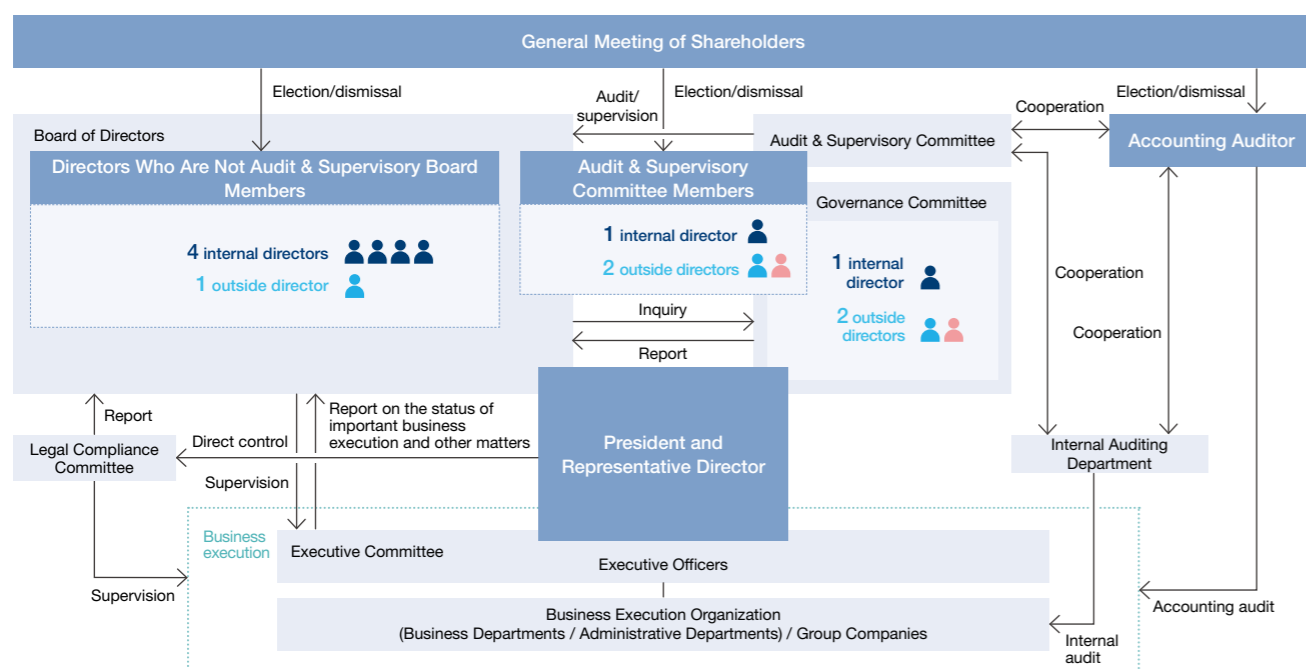 General Meeting of Shareholders
Election/dismissal
Audit/
supervision
Election/dismissal
Cooperation
Election/dismissal
Board of Directors
Directors Who Are Not Audit & Supervisory Board
Members
4 internal directors
1 outside director
Audit & Supervisory
Committee Members
1 internal director
2 outside directors
Audit & Supervisory Committee
Accounting Auditor
Governance Committee
1 internal
director
2 outside
directors
Cooperation
Cooperation
Inquiry
Report
Report
Report on the status of
important business
execution and other matters
Direct control
Legal Compliance
Committee
Supervision
President and
Representative Director
Internal Auditing
Department
Business
execution
Executive Committee
Executive Officers
Supervision
Business Execution Organization
(Business Departments / Administrative Departments) / Group Companies
Accounting audit
Internal
audit